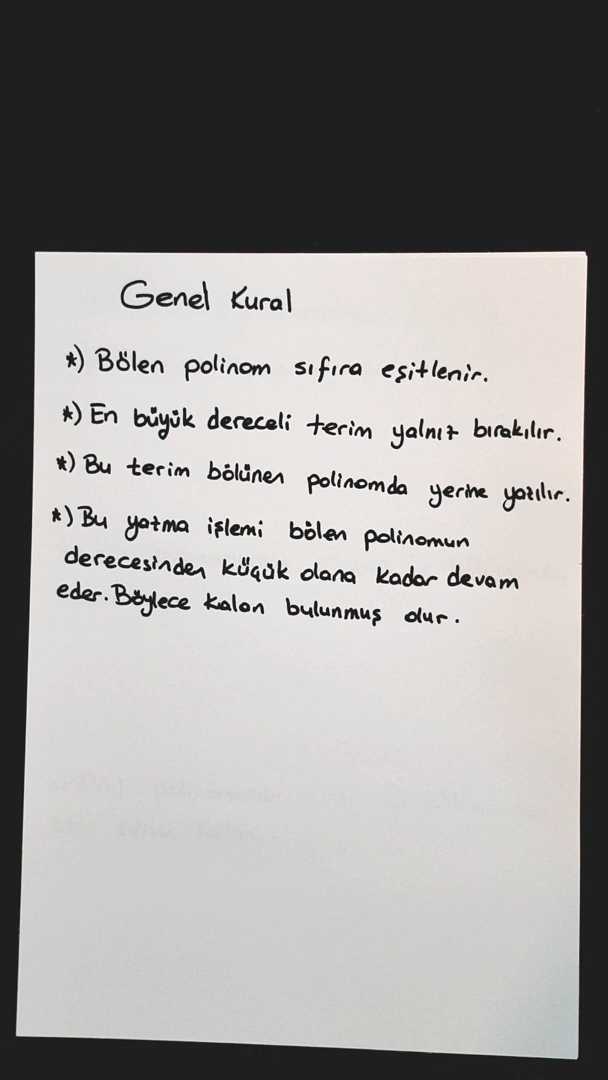 Genel Kural
*) Bölen polinom sıfıra eşitlenir.
*) En büyük dereceli terim yalnız bırakılır.
*) Bu terim bölünen polinomda yerine yazılır.
*) Bu yazma işlemi bölen polinomun
derecesinden küçük olana kadar devam
eder. Böylece kalan bulunmuş olur.